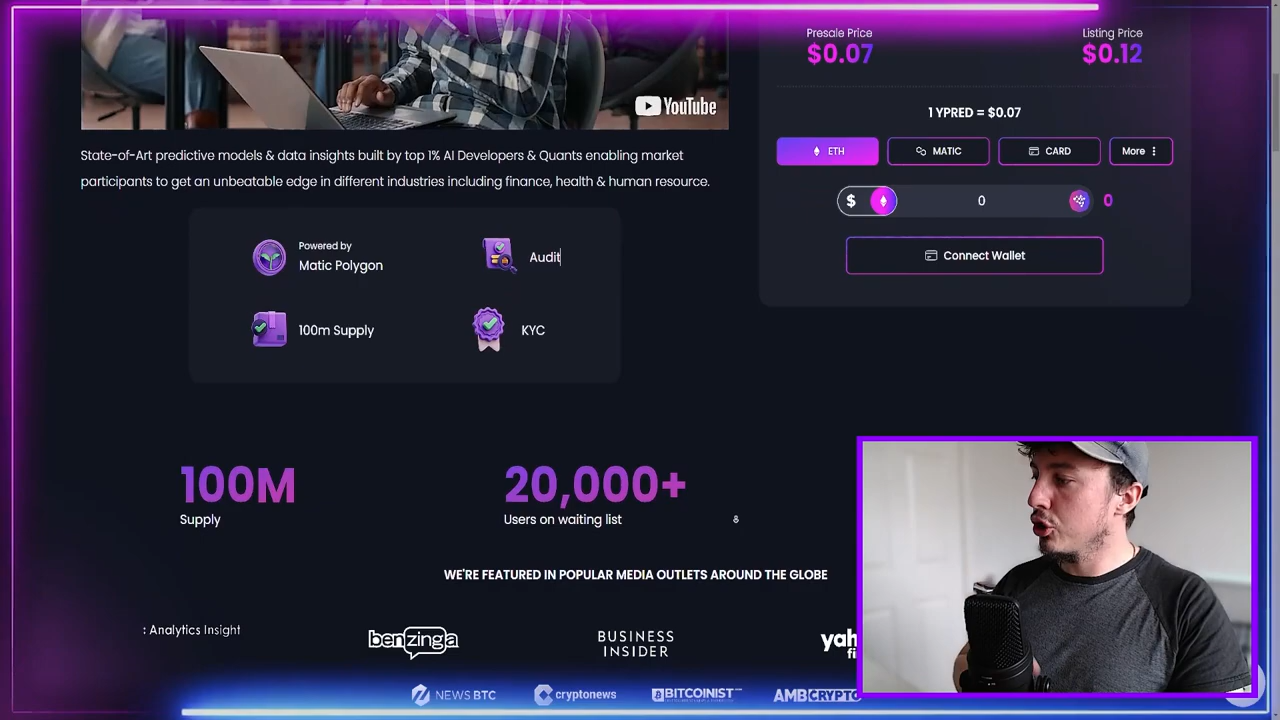 YouTube
Presale Price
Listing Price
$0.07
$0.12
1 YPRED = $0.07
ETH
MATIC
CARD
More
$
0
0
Connect Wallet
State-of-Art predictive models & data insights built by top 1% AI Developers & Quants enabling market
participants to get an unbeatable edge in different industries including finance, health & human resource.
Powered by
Matic Polygon
Audit
100m Supply
KYC
100M
Supply
20,000+
Users on waiting list
WE'RE FEATURED IN POPULAR MEDIA OUTLETS AROUND THE GLOBE
: Analytics Insight
benzinga
BUSINESS
INSIDER
yah
fi
NEWS BTC
cryptonews
BITCOINIST
AMBCRYPTO